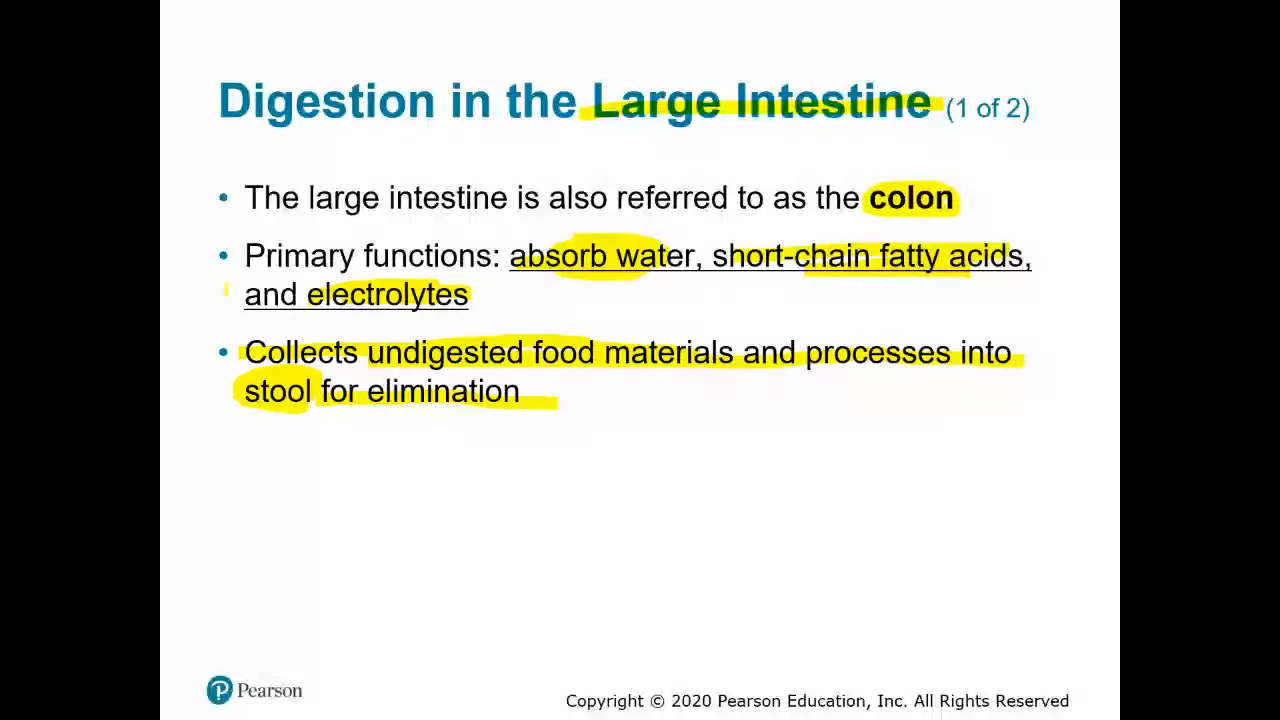 Digestion in the Large Intestine (1 of 2)
• The large intestine is also referred to as the colon
• Primary functions: absorb water, short-chain fatty acids,
and electrolytes
• Collects undigested food materials and processes into
stool for elimination
Pearson
Copyright © 2020 Pearson Education, Inc. All Rights Reserved